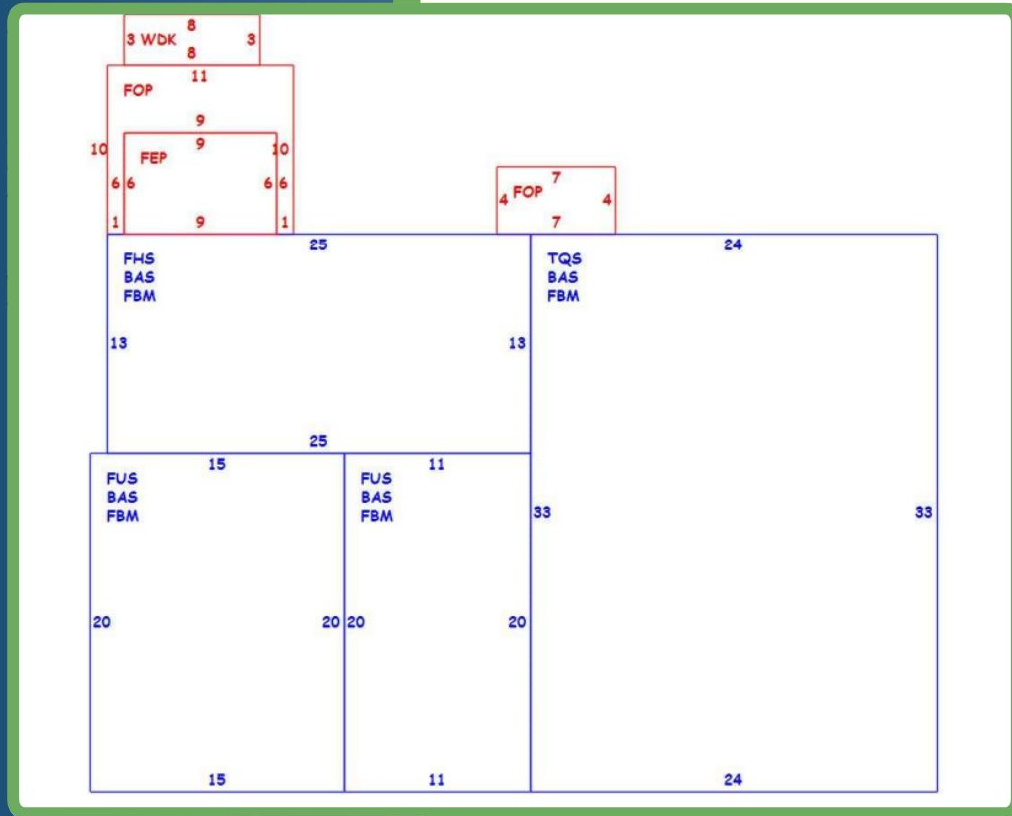 8
3 WDK 3
8
11
FOP
9
10 9 10
FEP
6 6 6 6
1 9 1
7
4 FOP 4
7
25 24
FHS TQS
BAS BAS
FBM FBM
13 13
25
15 11
FUS FUS
BAS BAS
FBM FBM
33 33
20 20 20 20
15 11 24